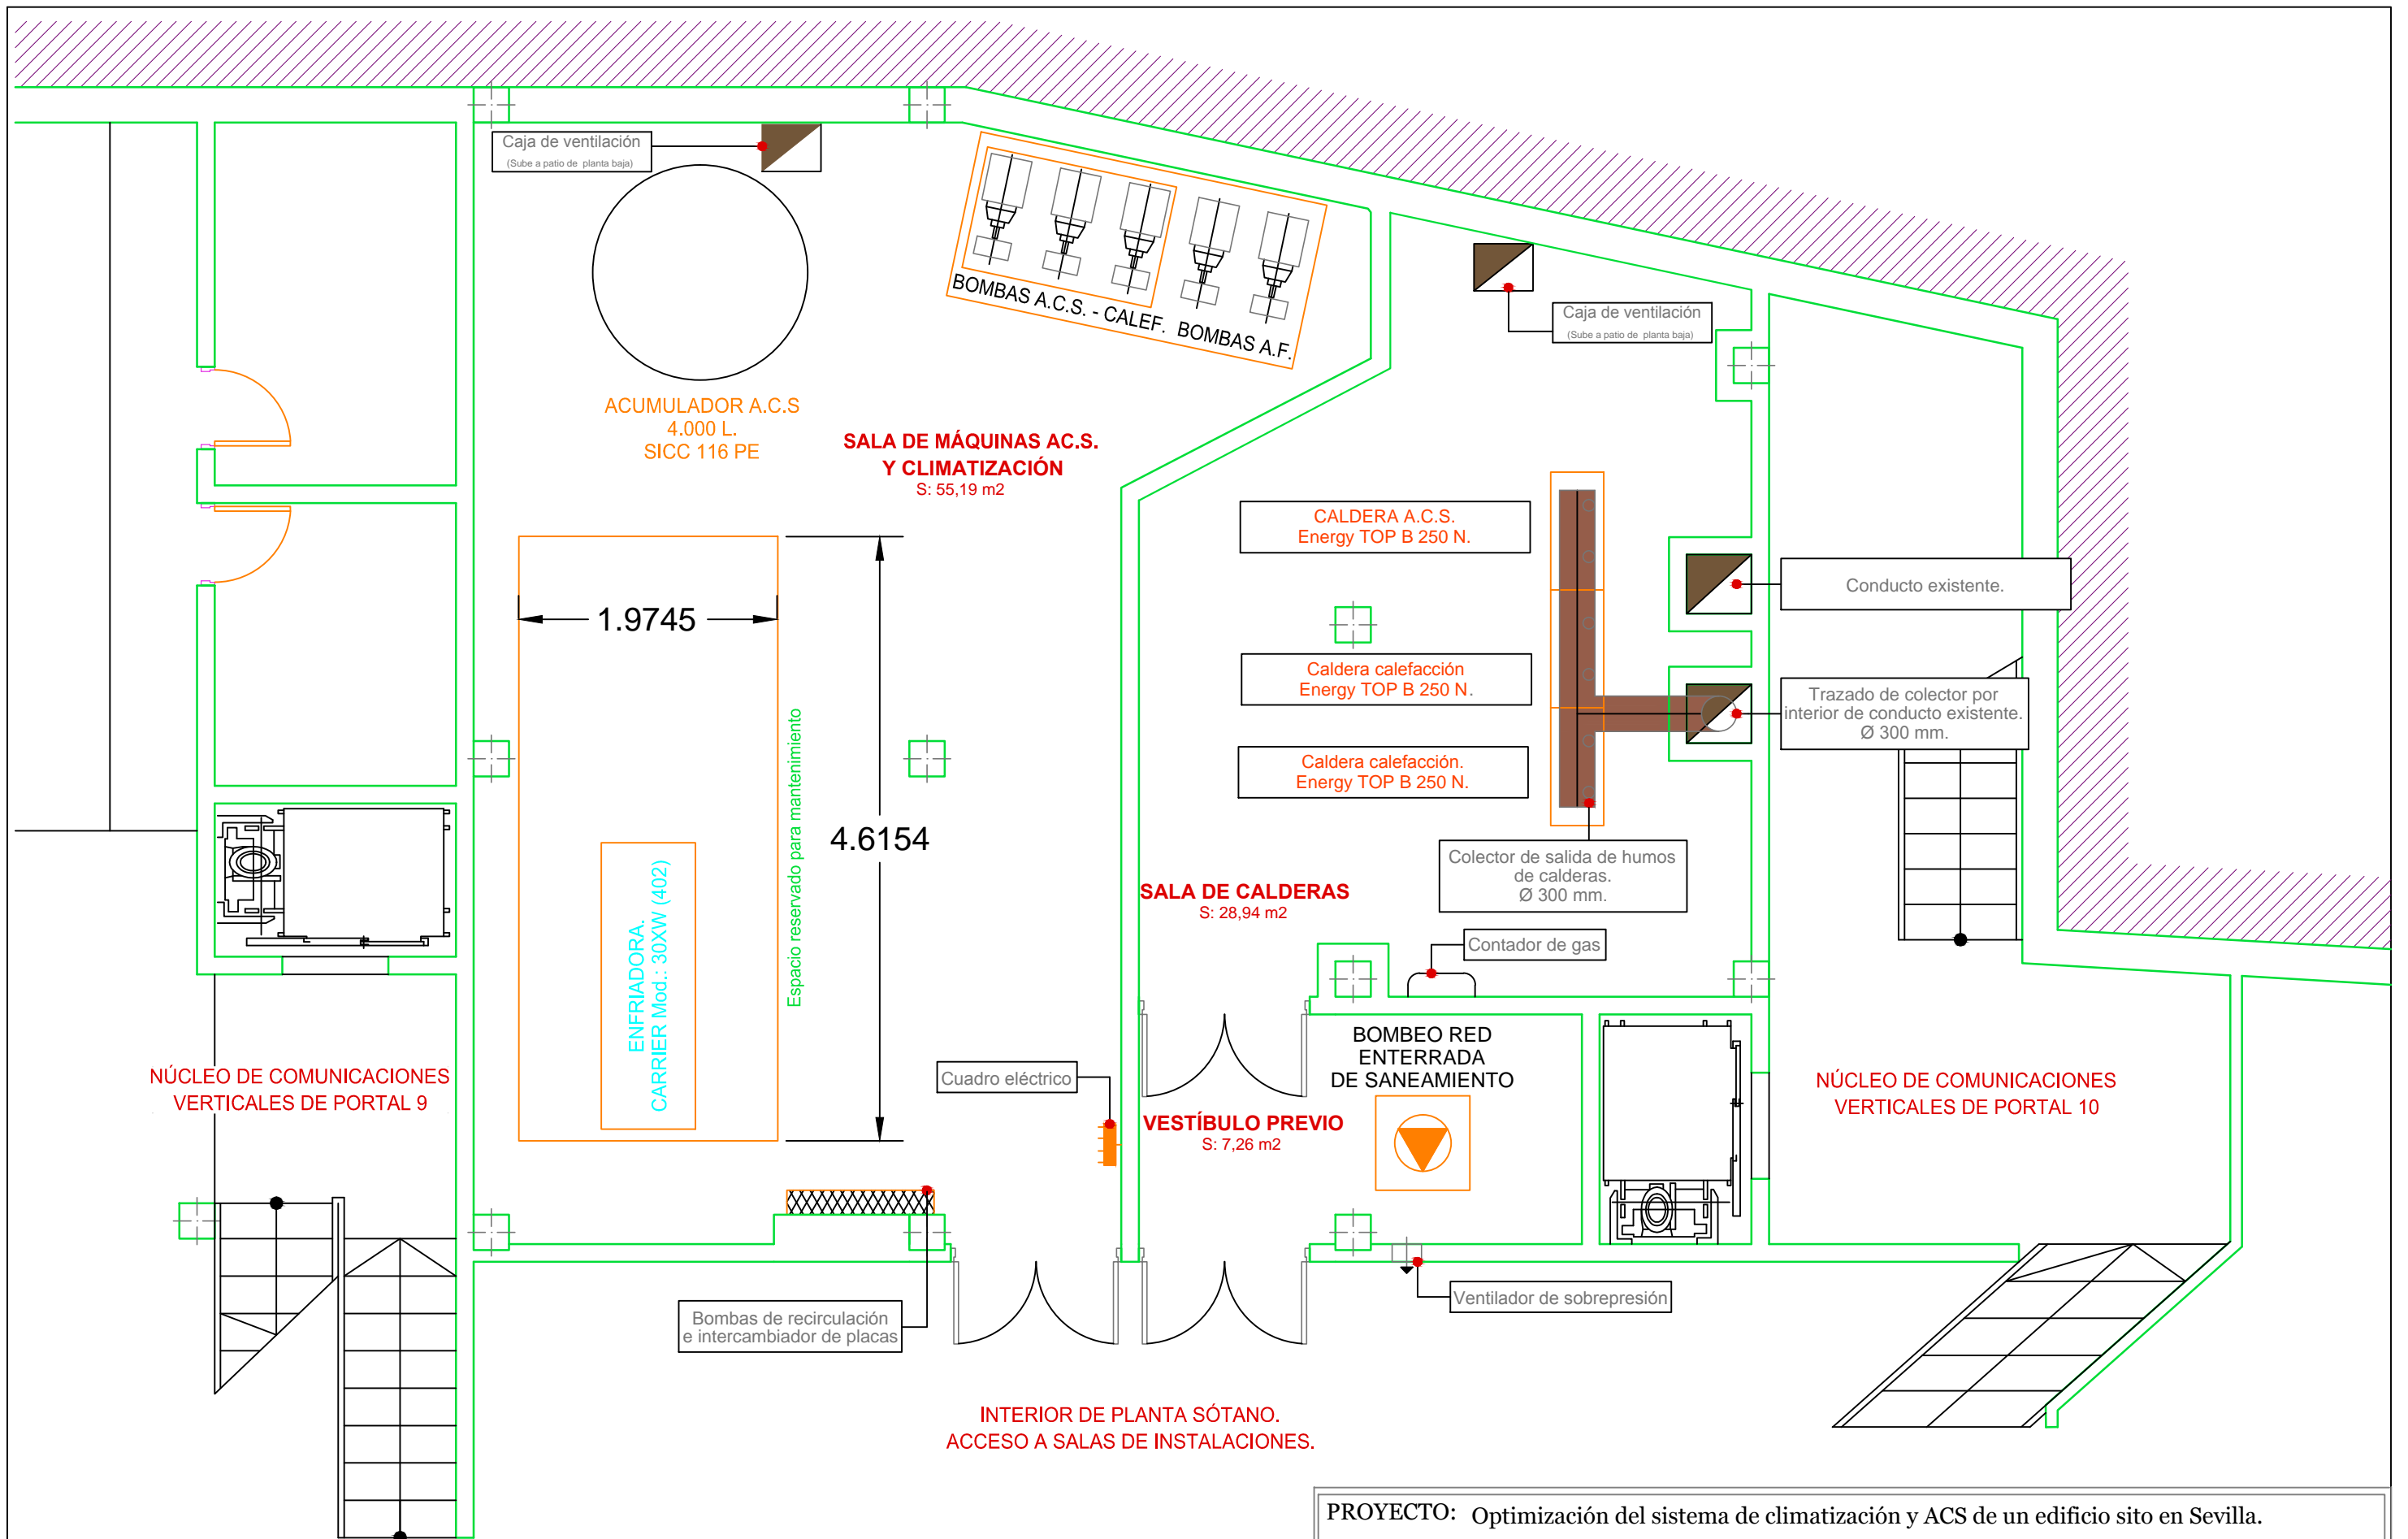 Caja de ventilación
(Sube a patio de planta baja)
BOMBAS A.C.S. - CALEF.
BOMBAS A.F.
Caja de ventilación
(Sube a patio de planta baja)
ACUMULADOR A.C.S
4.000 L.
SICC 116 PE
SALA DE MÁQUINAS AC.S.
Y CLIMATIZACIÓN
S: 55,19 m2
CALDERA A.C.S.
Energy TOP B 250 N.
Conducto existente.
1.9745
Caldera calefacción
Energy TOP B 250 N.
Trazado de colector por
interior de conducto existente.
Ø 300 mm.
Caldera calefacción.
Energy TOP B 250 N.
Espacio reservado para mantenimiento
4.6154
ENFRIADORA.
CARRIER Mod.: 30XW (402)
Colector de salida de humos
de calderas.
Ø 300 mm.
SALA DE CALDERAS
S: 28,94 m2
Contador de gas
BOMBEO RED
ENTERRADA
DE SANEAMIENTO
Cuadro eléctrico
NÚCLEO DE COMUNICACIONES
VERTICALES DE PORTAL 9
NÚCLEO DE COMUNICACIONES
VERTICALES DE PORTAL 10
VESTÍBULO PREVIO
S: 7,26 m2
Ventilador de sobrepresión
Bombas de recirculación
e intercambiador de placas
INTERIOR DE PLANTA SÓTANO.
ACCESO A SALAS DE INSTALACIONES.
PROYECTO: Optimización del sistema de climatización y ACS de un edificio sito en Sevilla.